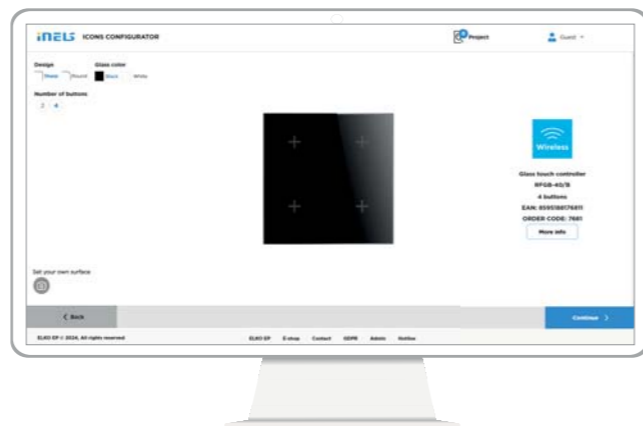 iNELS ICONS CONFIGURATOR
0 Project
Guest
Design
Glass color
Sharp Round
Black White
Number of buttons
2 4
Wireless
Glass touch controller
RFGB-40/B
4 buttons
EAN: 8595188176811
ORDER CODE: 7681
More info
Set your own surface
Back
Continue
ELKO EP © 2024, All rights reserved
ELKO EP E-shop Contact GDPR Admin Hotline